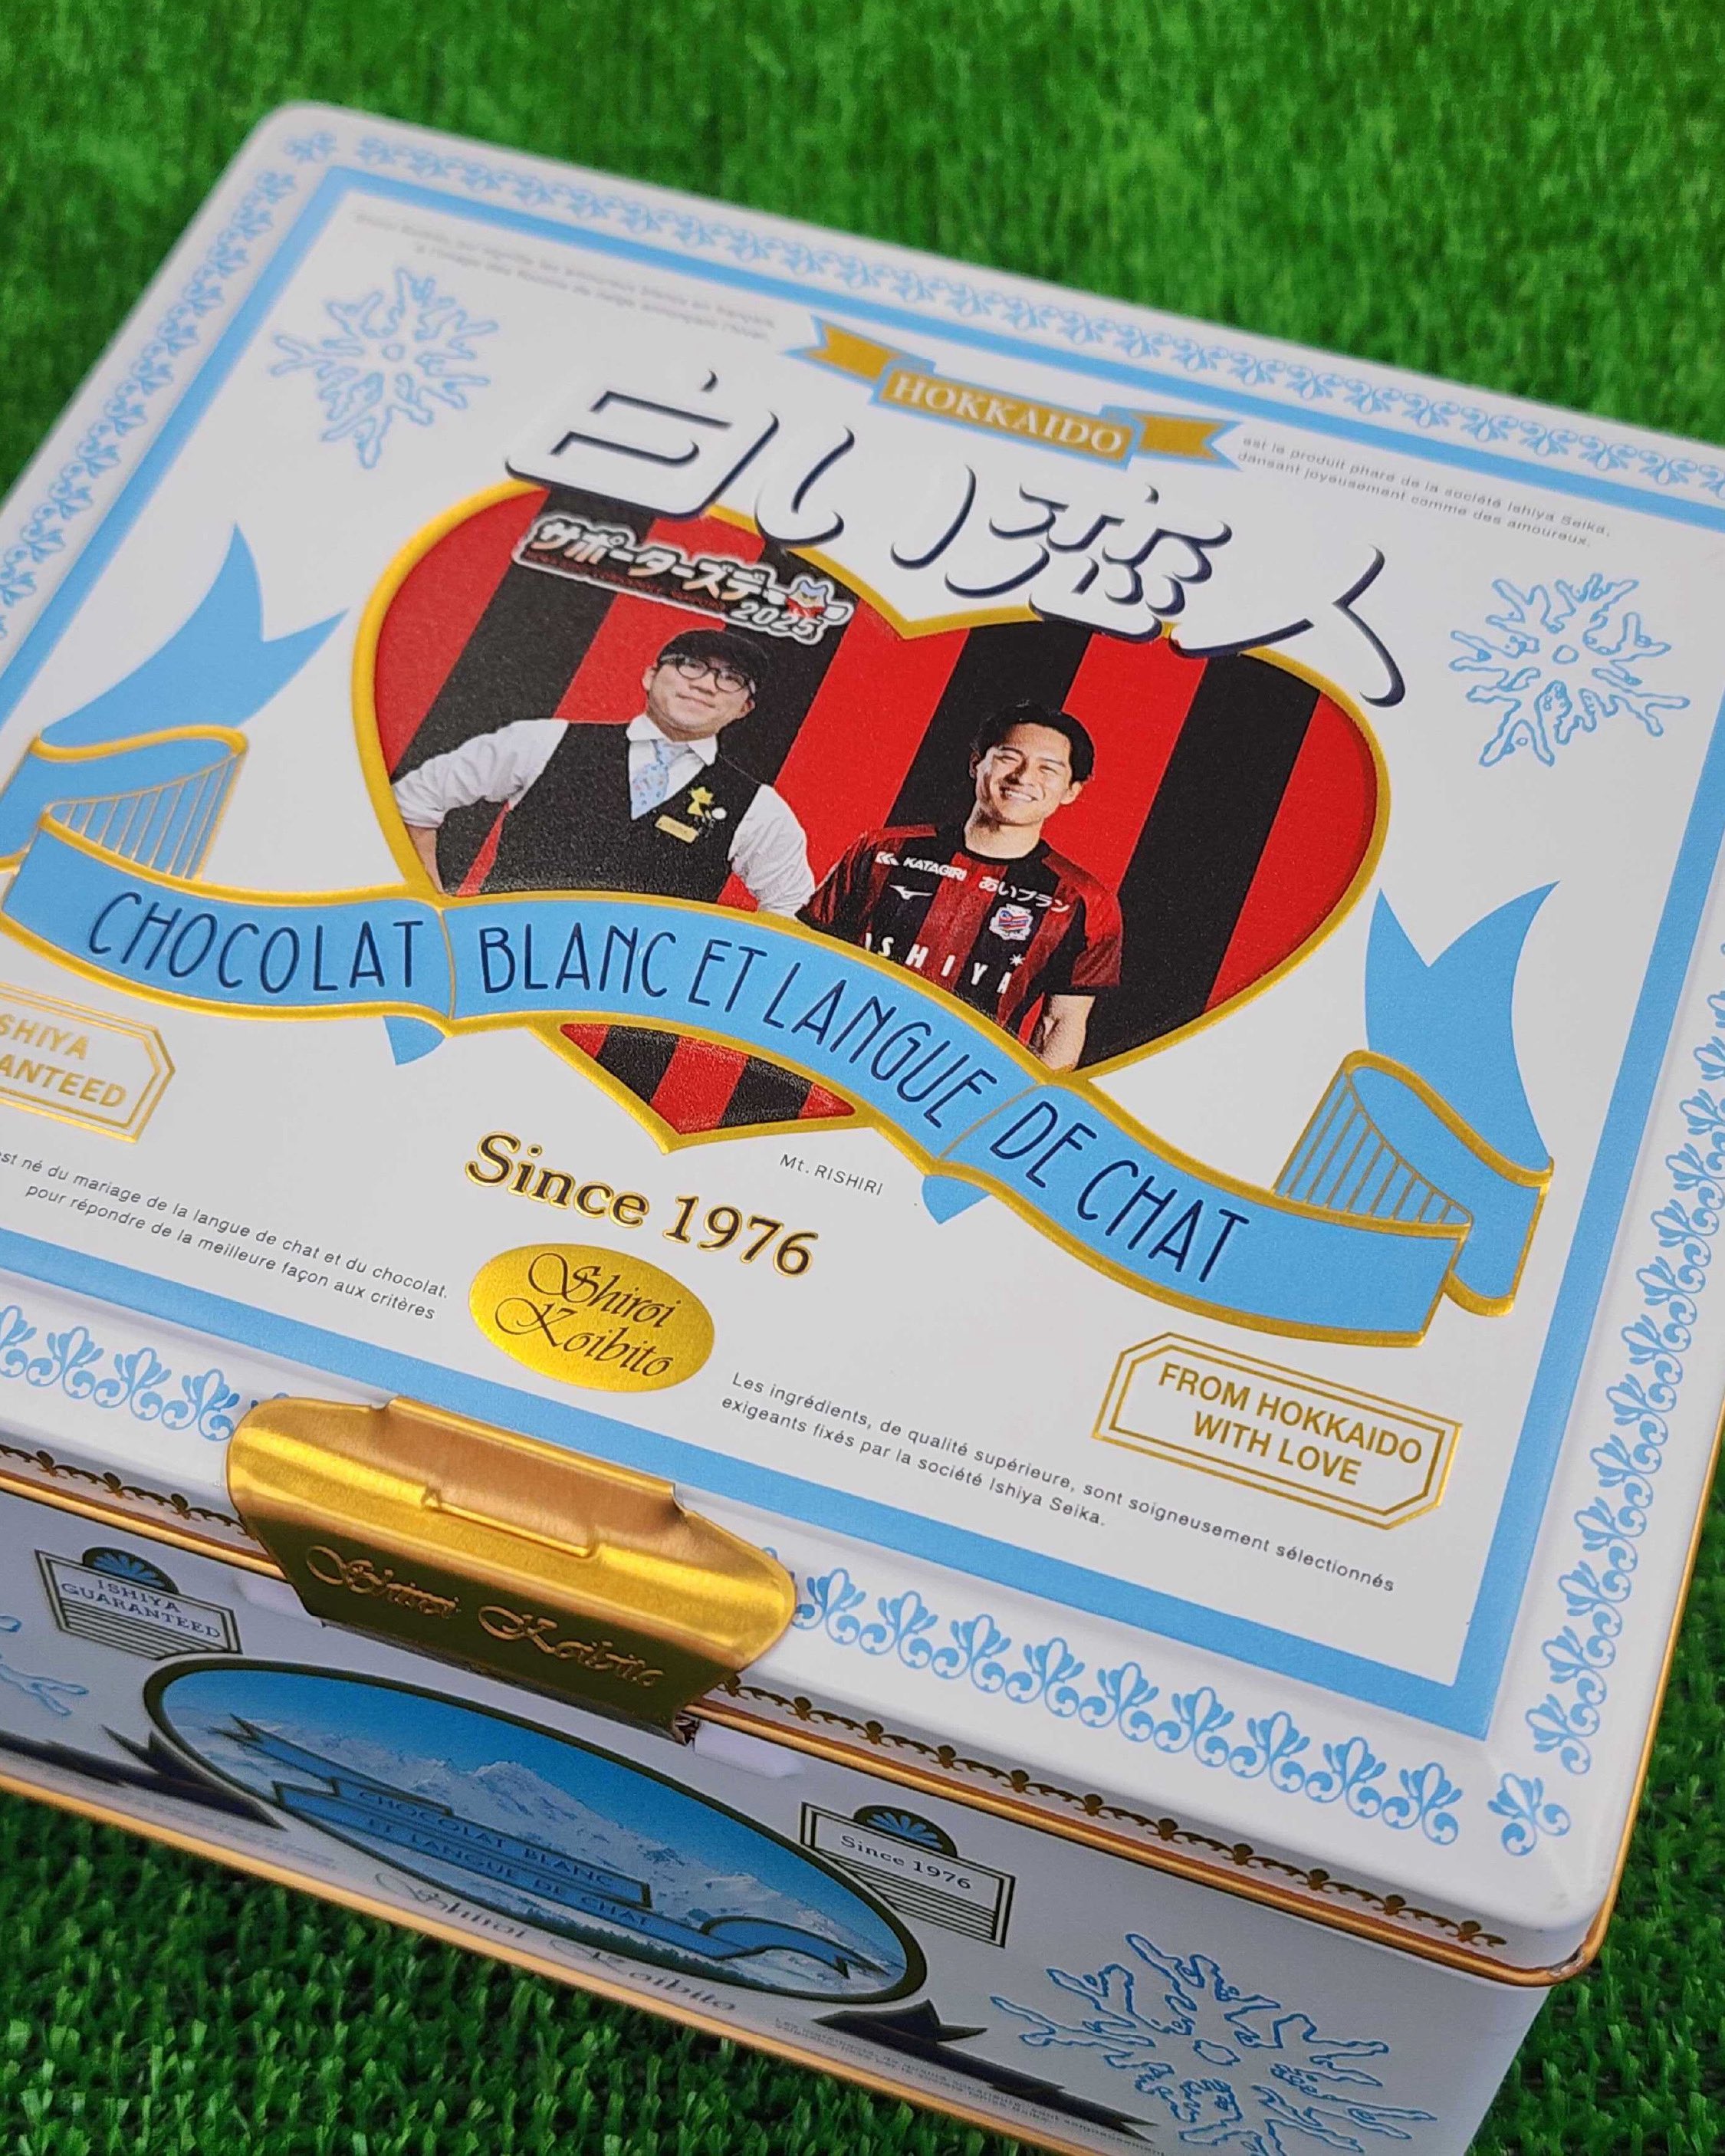 HOKKAIDO
白い恋人
est le produit phare de la société Ishiya Seika,
dansant joyeusement comme des amoureux.
サポーターズデー
2025
KATAGIRI
あいプラン
ISHIYA
CHOCOLAT BLANC ET LANGUE DE CHAT
SHIYA
ANTEED
Mt. RISHIRI
Since 1976
st né du mariage de la langue de chat et du chocolat.
pour répondre de la meilleure façon aux critères
Shiroi
Koibito
Les ingrédients, de qualité supérieure, sont soigneusement sélectionnés
exigeants fixés par la société Ishiya Seika.
FROM HOKKAIDO
WITH LOVE
Shiroi Koibito
ISHIYA
GUARANTEED
CHOCOLAT BLANC
ET LANGUE DE CHAT
Since 1976
Shiroi Koibito